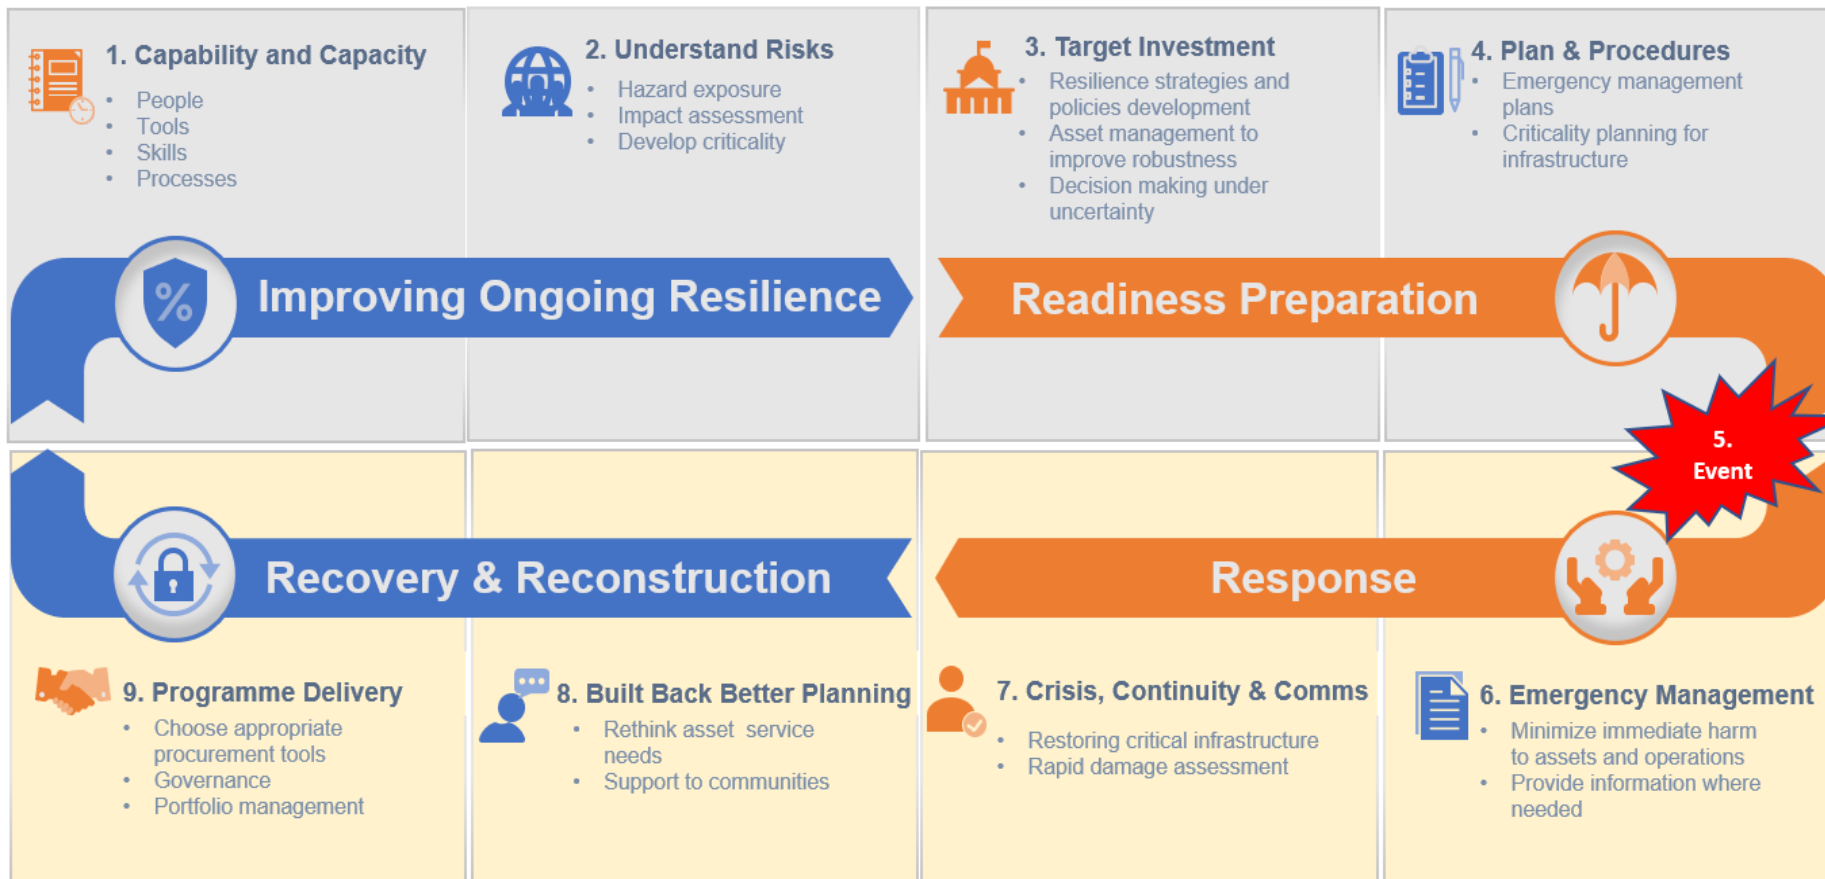 1. Capability and Capacity
• People
• Tools
• Skills
• Processes
2. Understand Risks
• Hazard exposure
• Impact assessment
• Develop criticality
3. Target Investment
• Resilience strategies and
policies development
• Asset management to
improve robustness
• Decision making under
uncertainty
4. Plan & Procedures
• Emergency management
plans
• Criticality planning for
infrastructure
%
Improving Ongoing Resilience
Readiness Preparation
5.
Event
Recovery & Reconstruction
Response
9. Programme Delivery
• Choose appropriate
procurement tools
• Governance
• Portfolio management
8. Built Back Better Planning
• Rethink asset service
needs
• Support to communities
7. Crisis, Continuity & Comms
• Restoring critical infrastructure
• Rapid damage assessment
6. Emergency Management
• Minimize immediate harm
to assets and operations
• Provide information where
needed